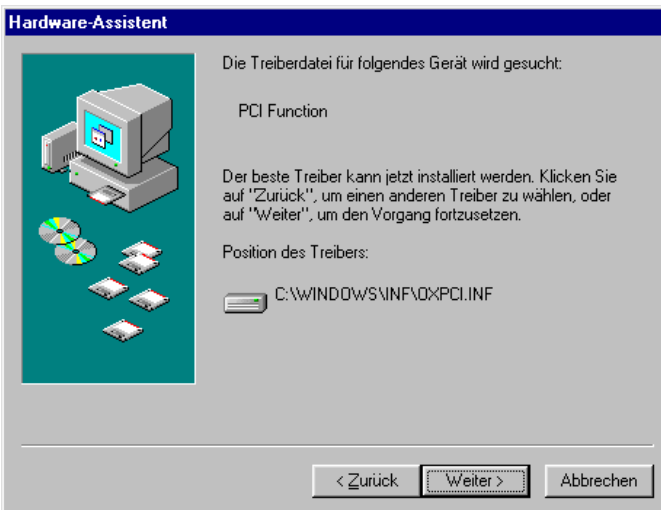 Hardware-Assistent
Die Treiberdatei für folgendes Gerät wird gesucht:
PCI Function
Der beste Treiber kann jetzt installiert werden. Klicken Sie
auf "Zurück", um einen anderen Treiber zu wählen, oder
auf "Weiter", um den Vorgang fortzusetzen.
Position des Treibers:
C:\WINDOWS\INF\OXPCI.INF
< Zurück Weiter > Abbrechen